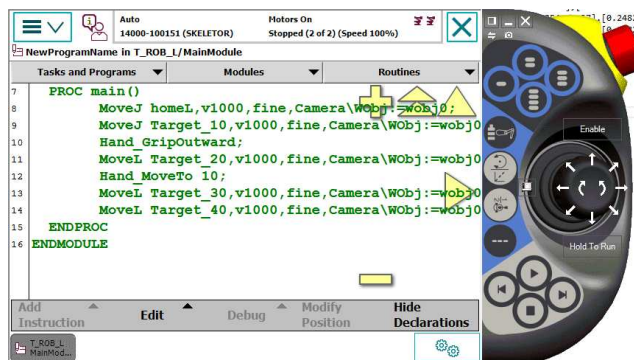 Auto
14000-100151 (SKELETOR)
Motors On
Stopped (2 of 2) (Speed 100%)
NewProgramName in T_ROB_L/MainModule
Tasks and Programs
Modules
Routines
7 PROC main()
8 MoveJ homeL,v1000,fine,Camera\WObj:=wobj0;
9 MoveJ Target_10,v1000,fine,Camera\WObj:=wobj0
10 Hand_GripOutward;
11 MoveL Target_20,v1000,fine,Camera\WObj:=wobj0
12 Hand_MoveTo 10;
13 MoveL Target_30,v1000,fine,Camera\WObj:=wobj0
14 MoveL Target_40,v1000,fine,Camera\WObj:=wobj0
15 ENDPROC
16 ENDMODULE
Add Instruction
Edit
Debug
Modify Position
Hide Declarations
T_ROB_L
MainMod...
Enable
Hold To Run